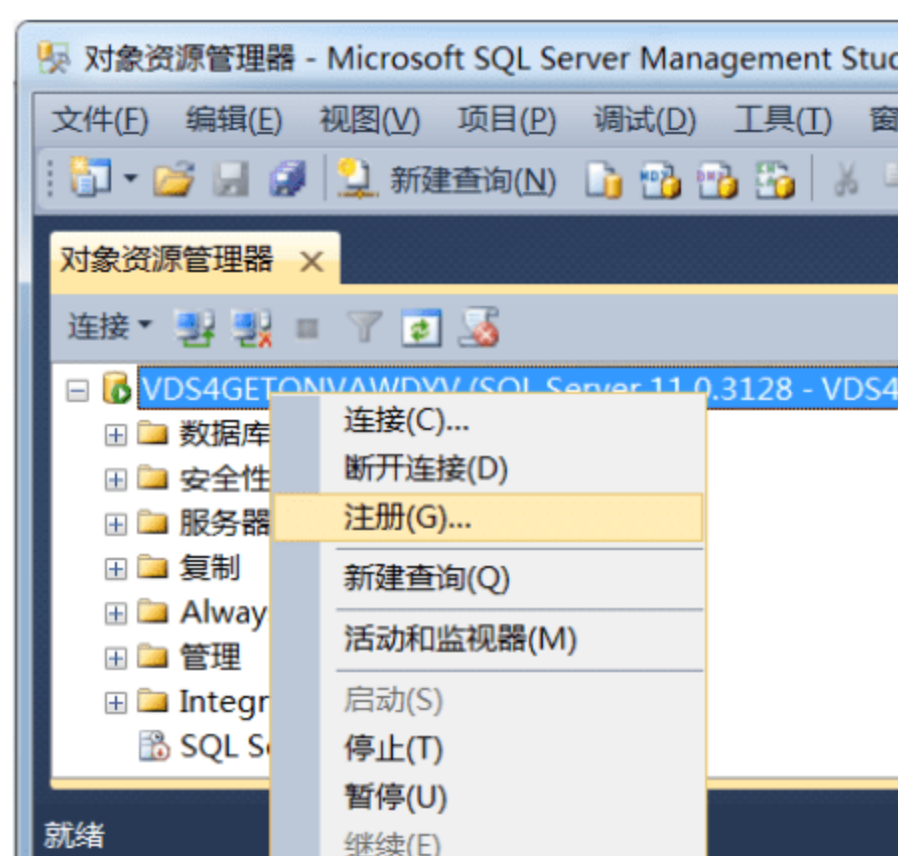 对象资源管理器 - Microsoft SQL Server Management
文件(F) 编辑(E) 视图(V) 项目(P) 调试(D) 工具(T) 窗
新建查询(N)
对象资源管理器
连接
VDS4GETONVAWDYV (SQL Server 11.0.3128 - VDS4
数据库
安全性
服务器
复制
Alway
管理
Integr
SQL
连接(C)...
断开连接(D)
注册(G)...
新建查询(Q)
活动和监视器(M)
启动(S)
停止(T)
暂停(U)
继续(E)
就绪